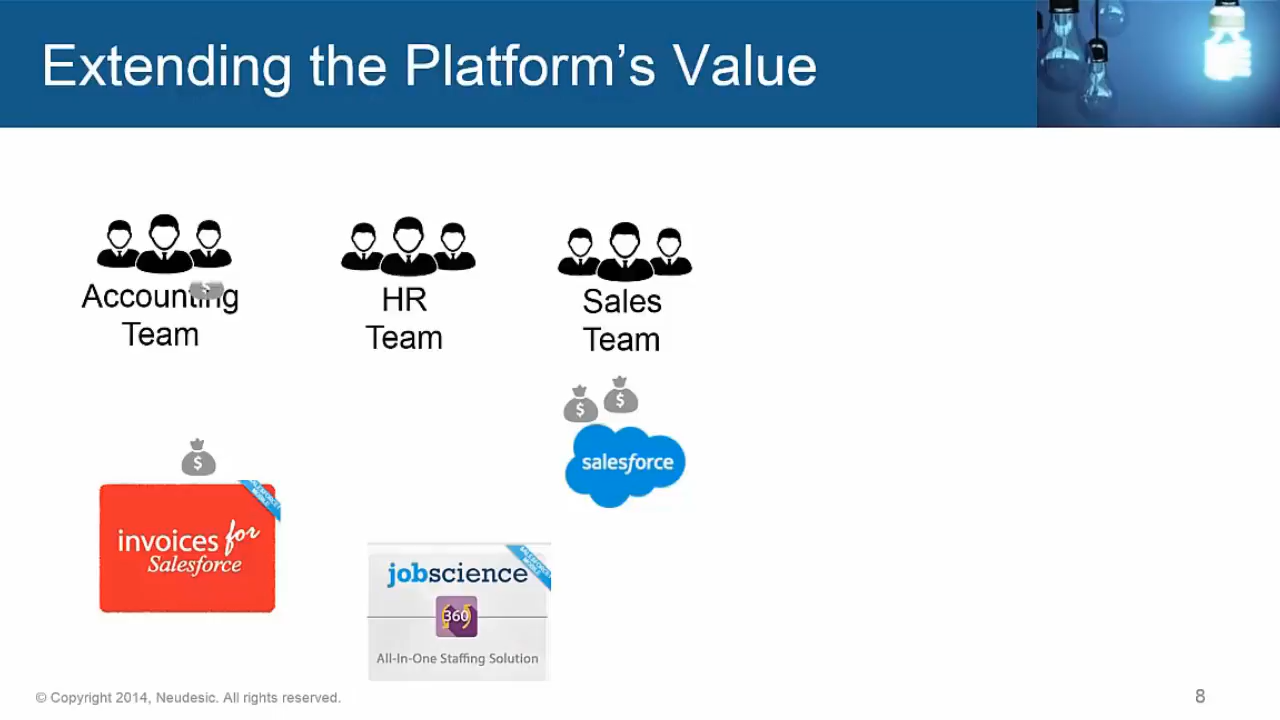 Extending the Platform's Value
Accounting
Team
HR
Team
Sales
Team
$
$ $
$
salesforce
invoices for
Salesforce
jobscience
360
All-In-One Staffing Solution
© Copyright 2014, Neudesic. All rights reserved.
8